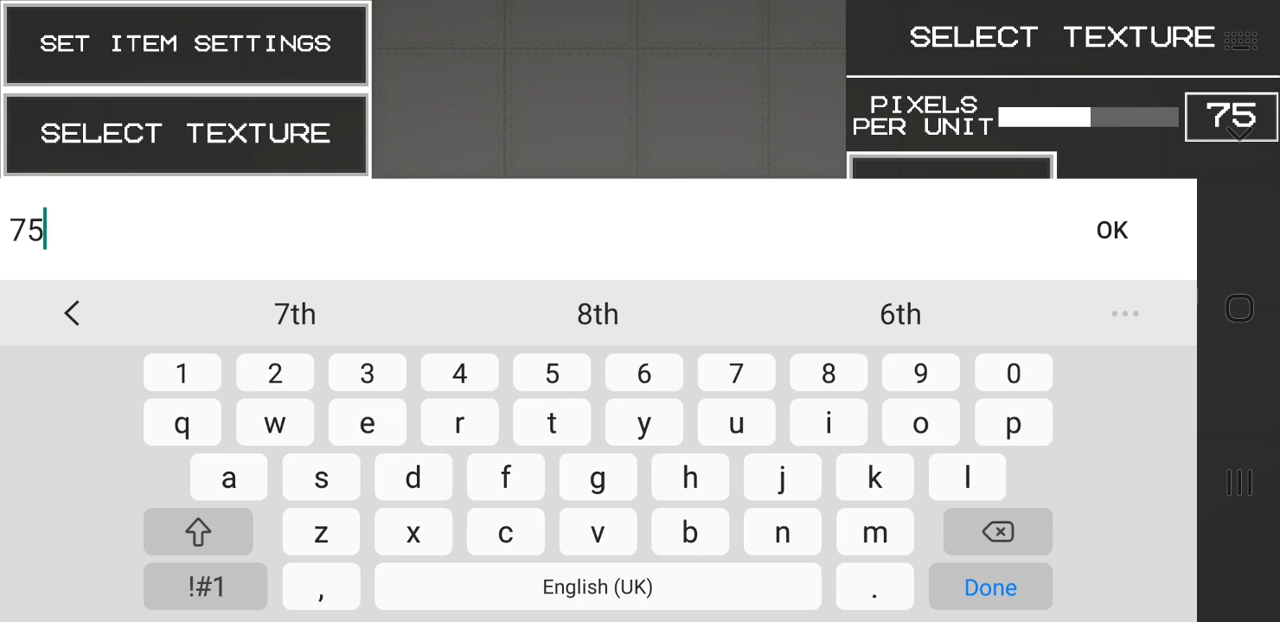 SET ITEM SETTINGS
SELECT TEXTURE
SELECT TEXTURE
PIXELS
PER UNIT
75
75
OK
7th 8th 6th
1 2 3 4 5 6 7 8 9 0
q w e r t y u i o p
a s d f g h j k l
z x c v b n m
!#1 , English (UK) . Done